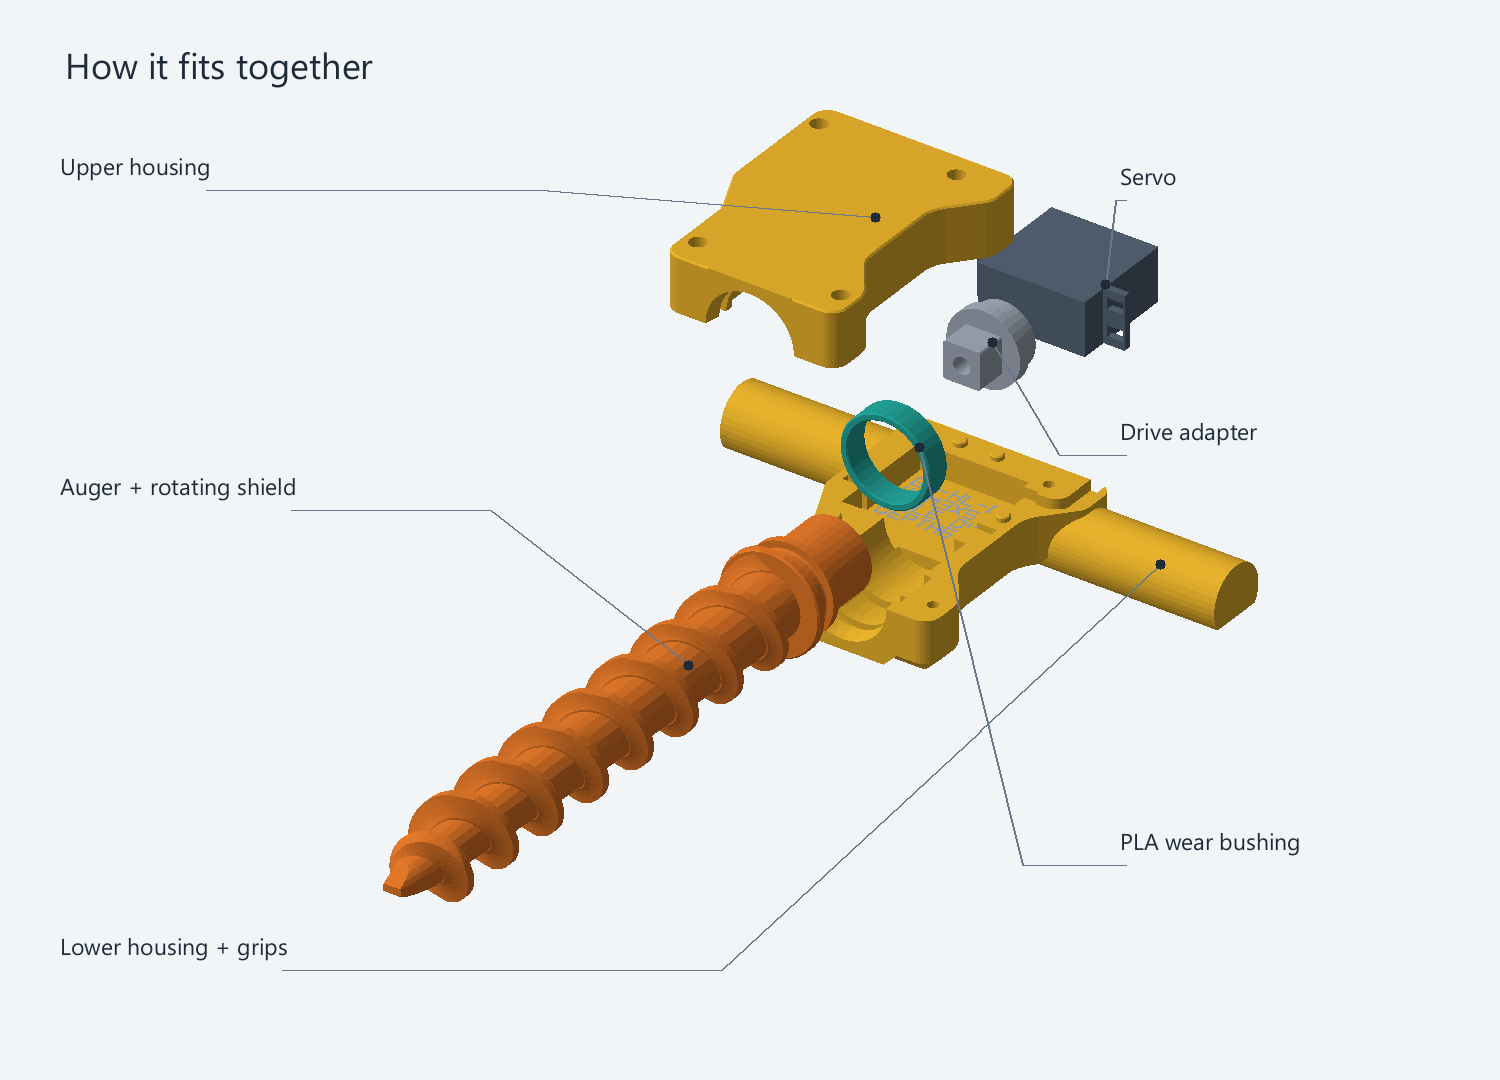 How it fits together
Upper housing
Servo
Drive adapter
Auger + rotating shield
PLA wear bushing
Lower housing + grips